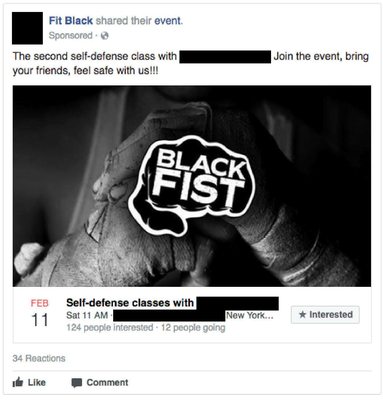 Fit Black shared their event.
Sponsored ·
The second self-defense class with Join the event, bring
your friends, feel safe with us!!!
BLACK
FIST
FEB
11
Self-defense classes with
Sat 11 AM · New York...
124 people interested · 12 people going
★ Interested
34 Reactions
Like Comment